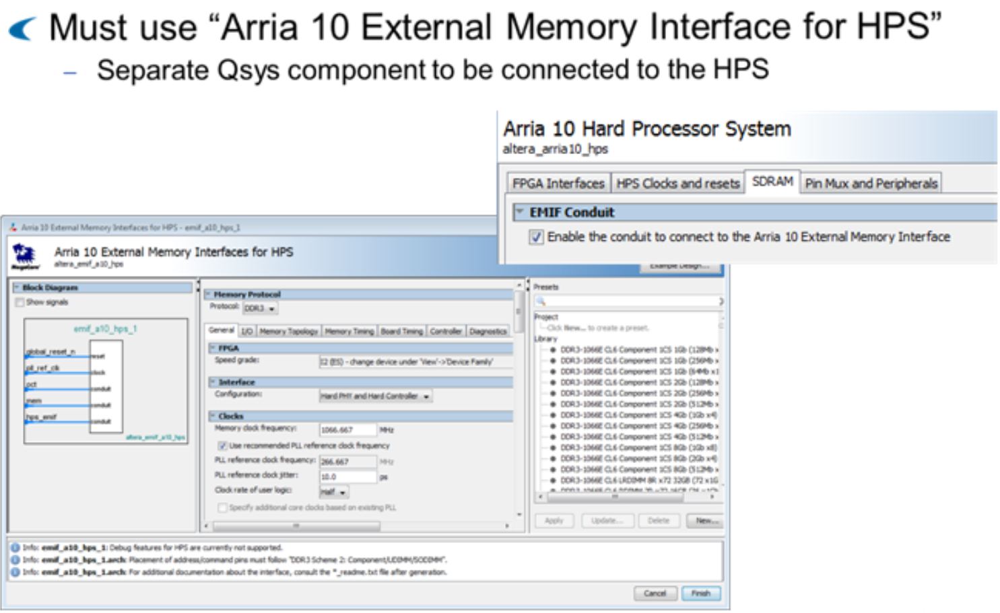 Must use “Arria 10 External Memory Interface for HPS”
– Separate Qsys component to be connected to the HPS
Arria 10 Hard Processor System
altera_arria10_hps
FPGA Interfaces HPS Clocks and resets SDRAM Pin Mux and Peripherals
EMIF Conduit
Enable the conduit to connect to the Arria 10 External Memory Interface
Arria 10 External Memory Interfaces for HPS - emif_a10_hps_1
Arria 10 External Memory Interfaces for HPS
altera_emif_a10_hps
MegaCore
Example Design...
Block Diagram
Show signals
emif_a10_hps_1
global_reset_n
reset
pll_ref_clk
clock
oct
conduit
mem
conduit
hps_emif
conduit
altera_emif_a10_hps
Memory Protocol
Protocol: DDR3
General I/O Memory Topology Memory Timing Board Timing Controller Diagnostics
FPGA
Speed grade: I2 (ES) - change device under 'View'->'Device Family'
Interface
Configuration: Hard PHY and Hard Controller
Clocks
Memory clock frequency: 1066.667 MHz
Use recommended PLL reference clock frequency
PLL reference clock frequency: 266.667 MHz
PLL reference clock jitter: 10.0 ps
Clock rate of user logic: Half
Specify additional core clocks based on existing PLL
Presets
Project
Click New... to create a preset.
Library
DDR3-1066E CL6 Component 1CS 1Gb (128Mb x
DDR3-1066E CL6 Component 1CS 1Gb (256Mb x
DDR3-1066E CL6 Component 1CS 1Gb (64Mb x1
DDR3-1066E CL6 Component 1CS 2Gb (128Mb x
DDR3-1066E CL6 Component 1CS 2Gb (256Mb x
DDR3-1066E CL6 Component 1CS 2Gb (512Mb x
DDR3-1066E CL6 Component 1CS 4Gb (1Gb x4)
DDR3-1066E CL6 Component 1CS 4Gb (256Mb x
DDR3-1066E CL6 Component 1CS 4Gb (512Mb x
DDR3-1066E CL6 Component 1CS 8Gb (1Gb x8)
DDR3-1066E CL6 Component 1CS 8Gb (2Gb x4)
DDR3-1066E CL6 Component 1CS 8Gb (512Mb x
DDR3-1066E CL6 LRDIMM 8R x72 32GB (72 x1G
Apply Update... Delete New...
Info: emif_a10_hps_1: Debug features for HPS are currently not supported.
Info: emif_a10_hps_1.arch: Placement of address/command pins must follow "DDR3 Scheme 2: Component/UDIMM/SODIMM".
Info: emif_a10_hps_1.arch: For additional documentation about the interface, consult the *_readme.txt file after generation.
Cancel Finish